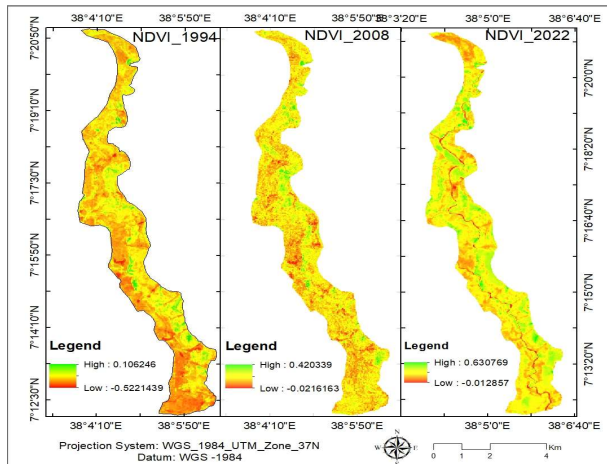 38°4'10"E 38°5'50"E 38°4'10"E 38°5'50"E 38°3'20"E 38°5'0"E 38°6'40"E
NDVI_1994 NDVI_2008 NDVI_2022
7°20'50"N
7°19'10"N
7°17'30"N
7°15'50"N
7°14'10"N
7°12'30"N
7°20'0"N
7°18'20"N
7°16'40"N
7°15'0"N
7°13'20"N
Legend
High : 0.106246
Low : -0.5221439
Legend
High : 0.420339
Low : -0.0216163
Legend
High : 0.630769
Low : -0.012857
38°4'10"E 38°5'50"E 38°4'10"E 38°5'50"E 38°5'0"E 38°6'40"E
Projection System: WGS_1984_UTM_Zone_37N
Datum: WGS -1984
N
0 1 2 4
Km